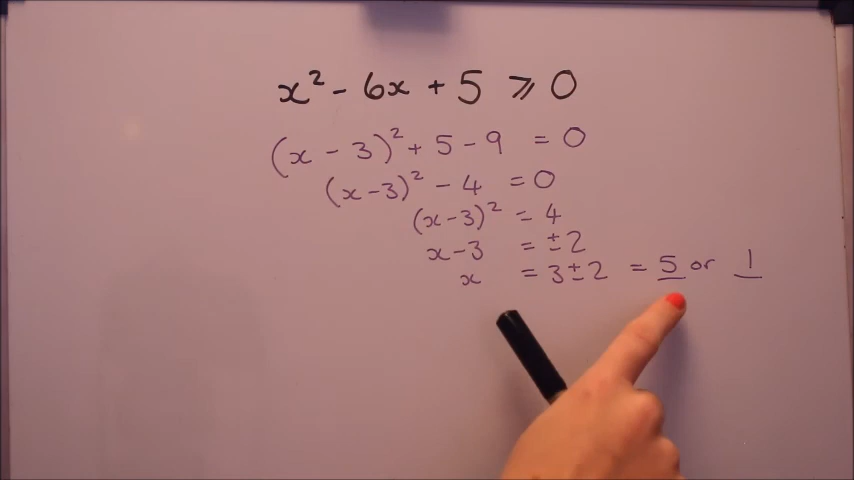 x² - 6x + 5 ⩾ 0
(x - 3)² + 5 - 9 = 0
(x - 3)² - 4 = 0
(x - 3)² = 4
x - 3 = ± 2
x = 3 ± 2 = 5 or 1